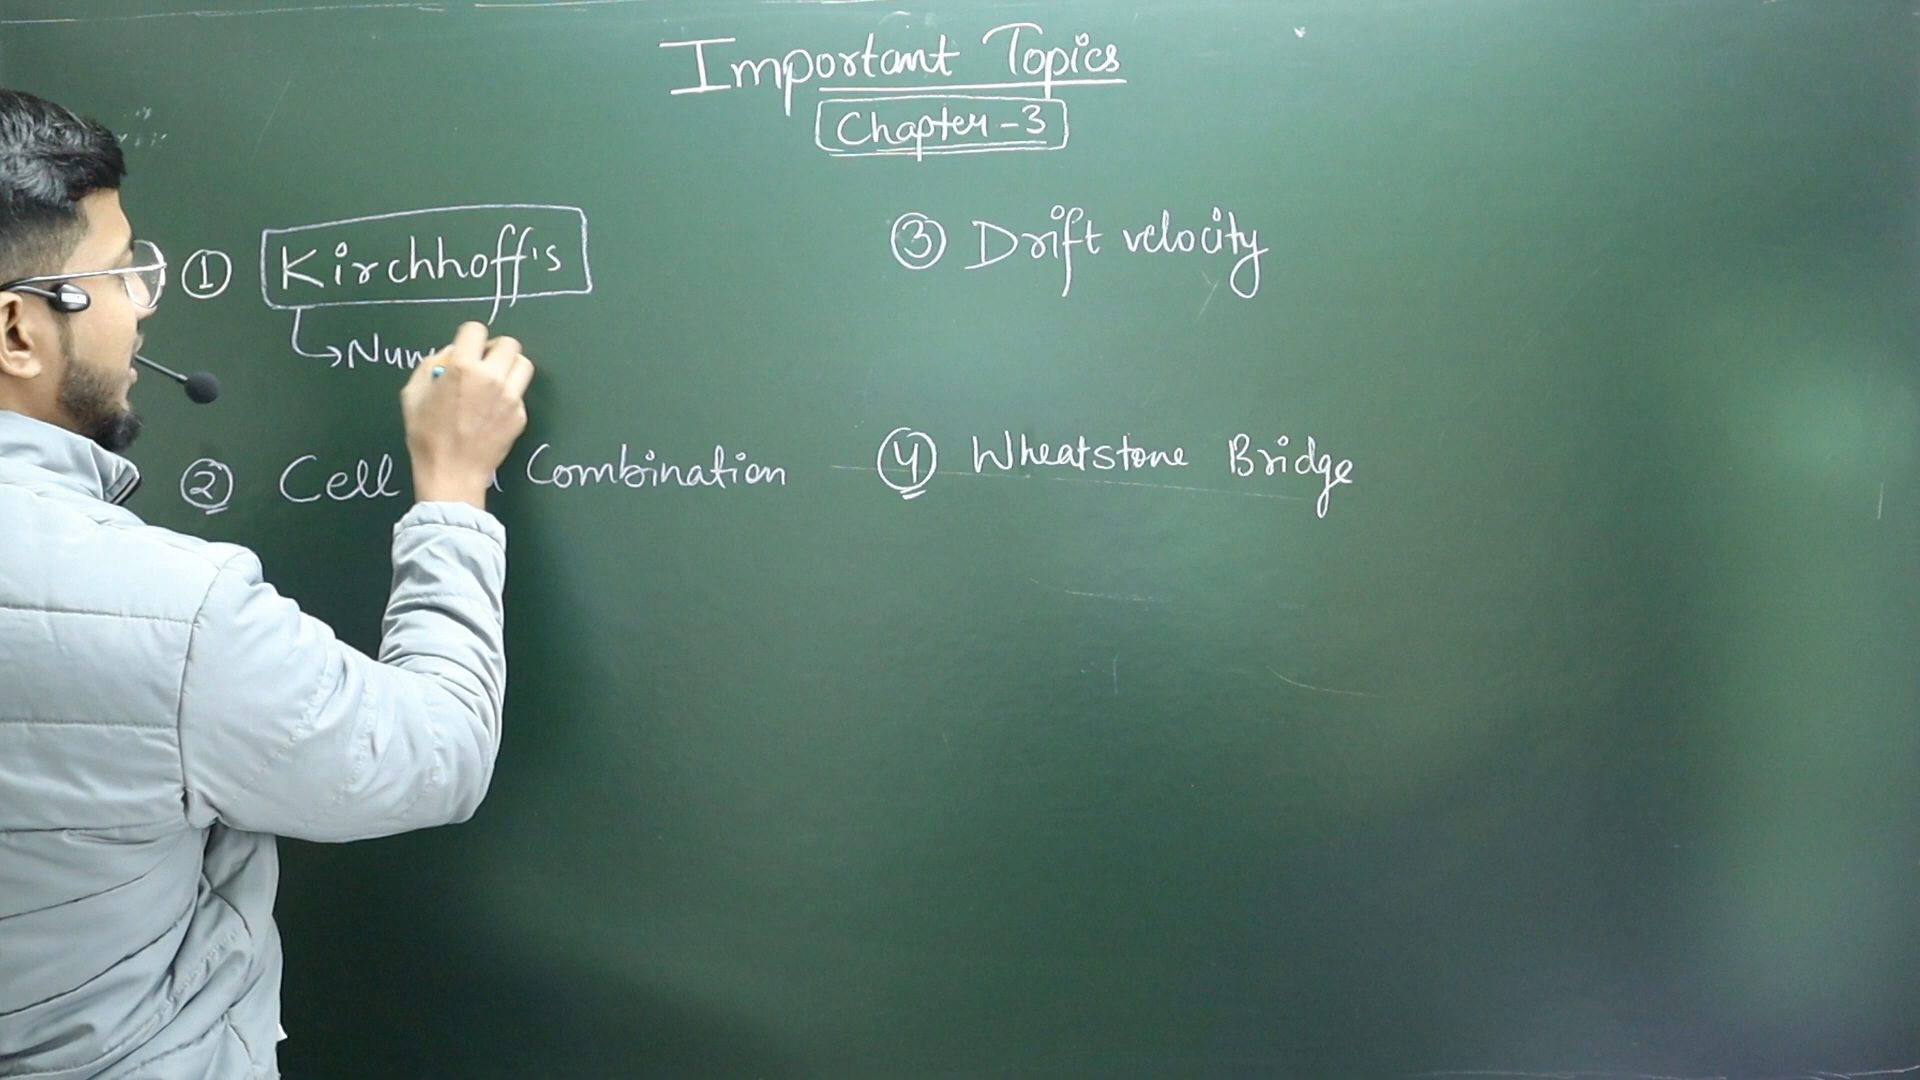 Important Topics
Chapter-3
① Kirchhoff's
② Cell Combination
③ Drift velocity
④ Wheatstone Bridge